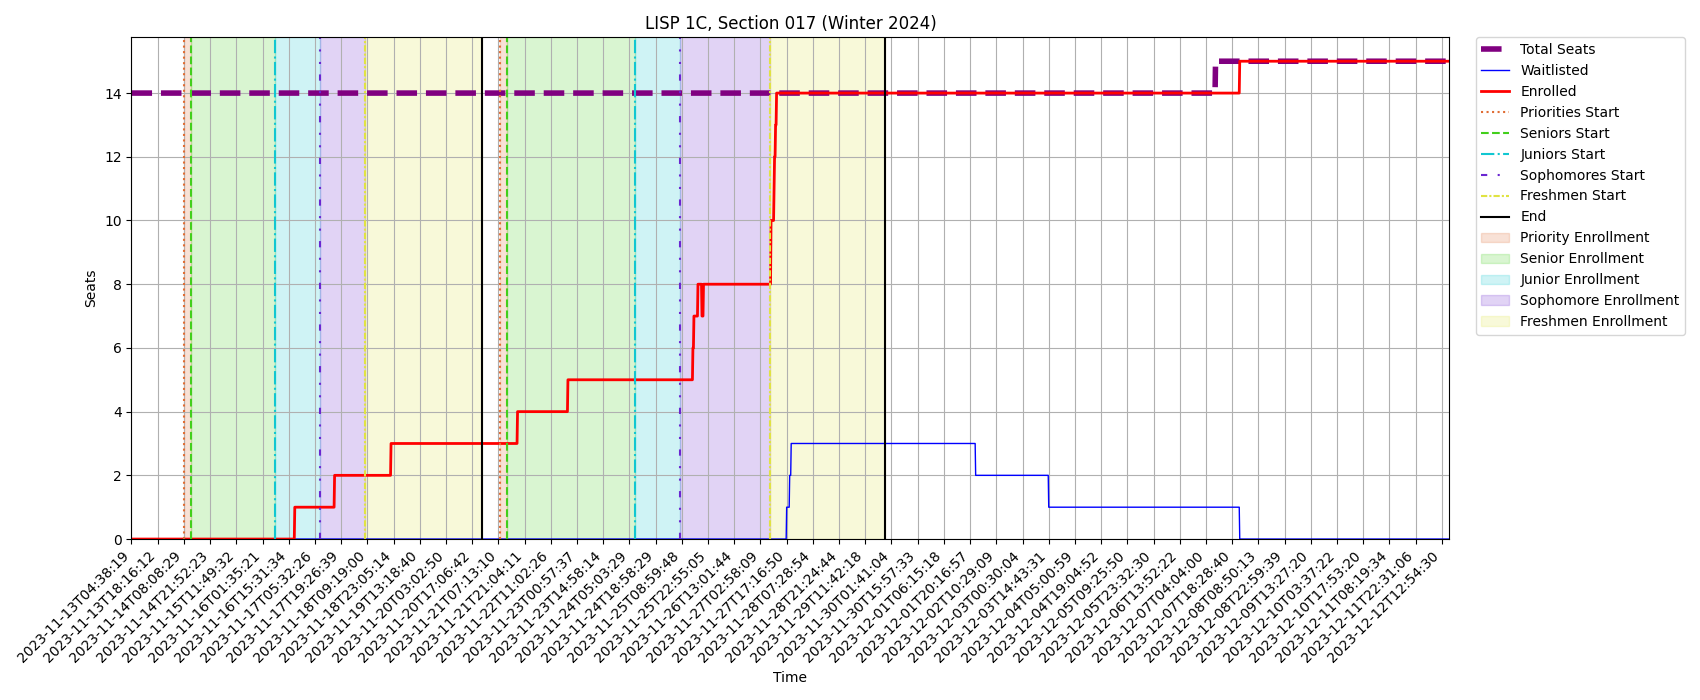 LISP 1C, Section 017 (Winter 2024)
Total Seats
Waitlisted
Enrolled
Priorities Start
Seniors Start
Juniors Start
Sophomores Start
Freshmen Start
End
Priority Enrollment
Senior Enrollment
Junior Enrollment
Sophomore Enrollment
Freshmen Enrollment
Seats
14
12
10
8
6
4
2
0
2023-11-13T04:38:19
2023-11-13T18:16:12
2023-11-14T08:08:29
2023-11-14T21:52:23
2023-11-15T11:49:32
2023-11-16T01:35:21
2023-11-16T15:31:34
2023-11-17T05:32:26
2023-11-17T19:26:39
2023-11-18T09:19:00
2023-11-18T23:05:14
2023-11-19T13:18:40
2023-11-20T03:02:50
2023-11-20T17:06:42
2023-11-21T07:13:10
2023-11-21T21:04:11
2023-11-22T11:02:26
2023-11-23T00:57:37
2023-11-23T14:58:14
2023-11-24T05:03:29
2023-11-24T18:58:29
2023-11-25T08:59:48
2023-11-25T22:55:05
2023-11-26T13:01:44
2023-11-27T02:58:09
2023-11-27T17:16:50
2023-11-28T07:28:54
2023-11-28T21:24:44
2023-11-29T11:42:18
2023-11-30T01:41:04
2023-11-30T15:57:33
2023-12-01T06:15:18
2023-12-01T20:16:57
2023-12-02T10:29:09
2023-12-03T00:30:04
2023-12-03T14:43:31
2023-12-04T05:00:59
2023-12-04T19:04:52
2023-12-05T09:25:50
2023-12-05T23:32:30
2023-12-06T13:52:22
2023-12-07T04:04:00
2023-12-07T18:28:40
2023-12-08T08:50:13
2023-12-08T22:59:39
2023-12-09T13:27:20
2023-12-10T03:37:22
2023-12-10T17:53:20
2023-12-11T08:19:34
2023-12-11T22:31:06
2023-12-12T12:54:30
Time